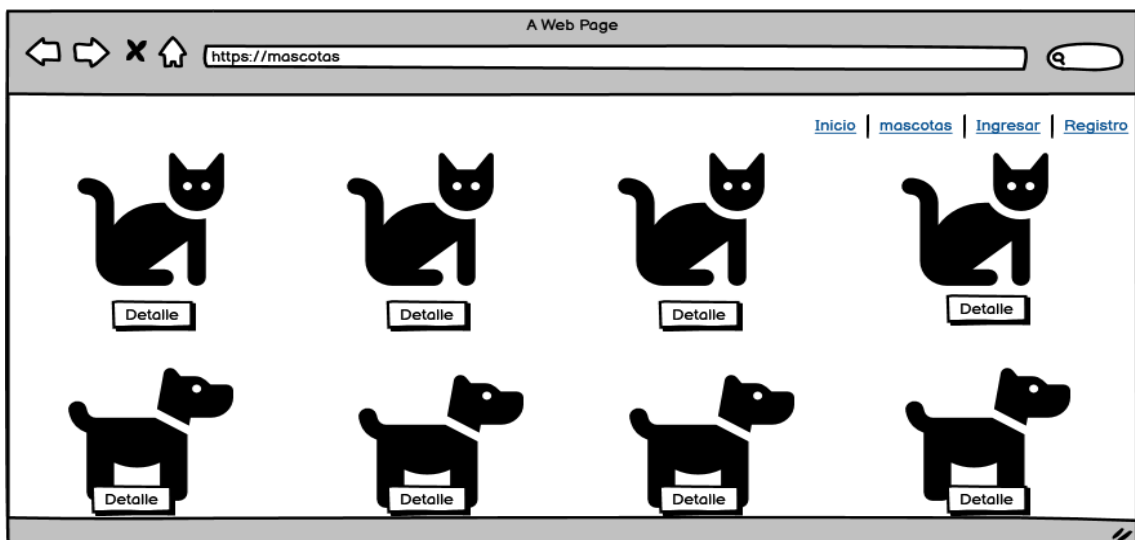 A Web Page
https://mascotas
Inicio | mascotas | Ingresar | Registro
Detalle Detalle Detalle Detalle
Detalle Detalle Detalle Detalle